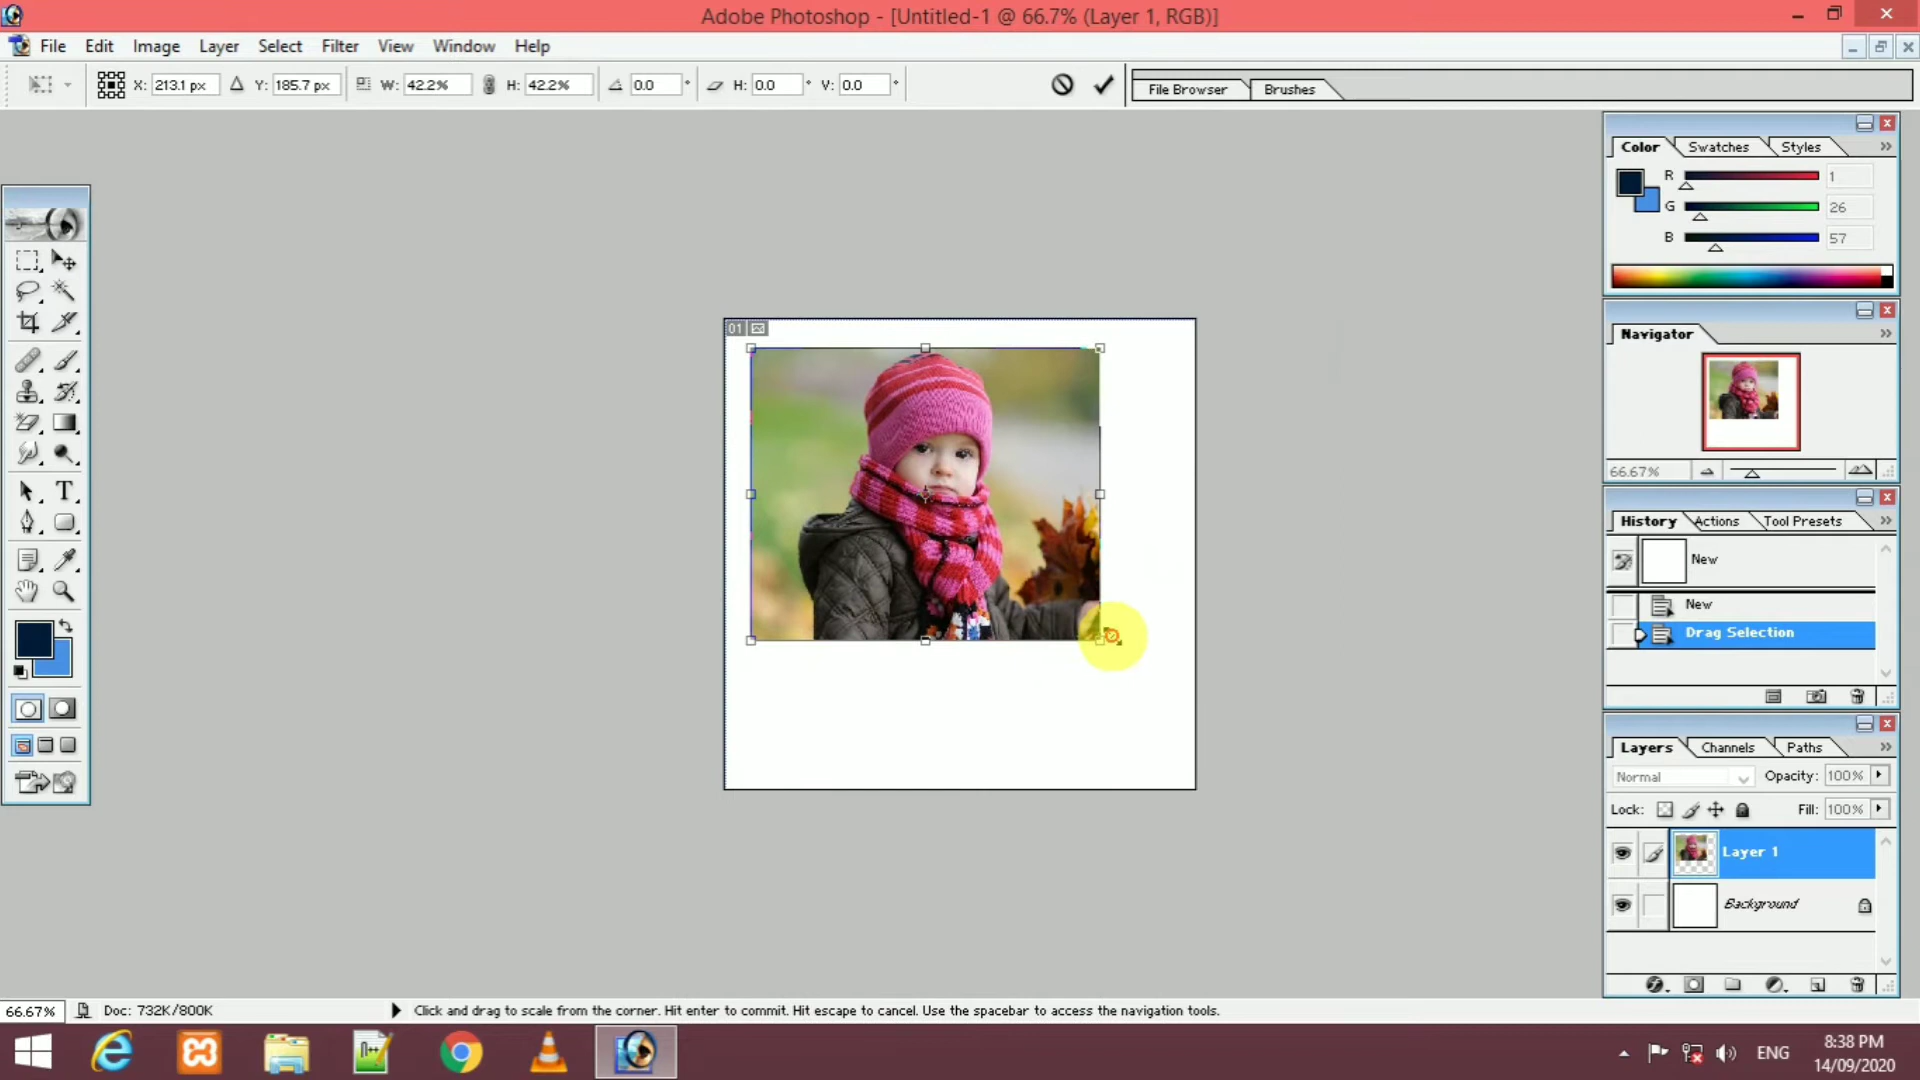 Adobe Photoshop - [Untitled-1 @ 66.7% (Layer 1, RGB)]
File Edit Image Layer Select Filter View Window Help
X: 213.1 px Y: 185.7 px W: 42.2% H: 42.2% 0.0 ° H: 0.0 ° V: 0.0 °
File Browser Brushes
Color Swatches Styles
R 1
G 26
B 57
01
Navigator
66.67%
History Actions Tool Presets
New
New
Drag Selection
Layers Channels Paths
Normal Opacity: 100%
Lock: Fill: 100%
Layer 1
Background
T
66.67% Doc: 732K/800K Click and drag to scale from the corner. Hit enter to commit. Hit escape to cancel. Use the spacebar to access the navigation tools.
ENG
8:38 PM
14/09/2020